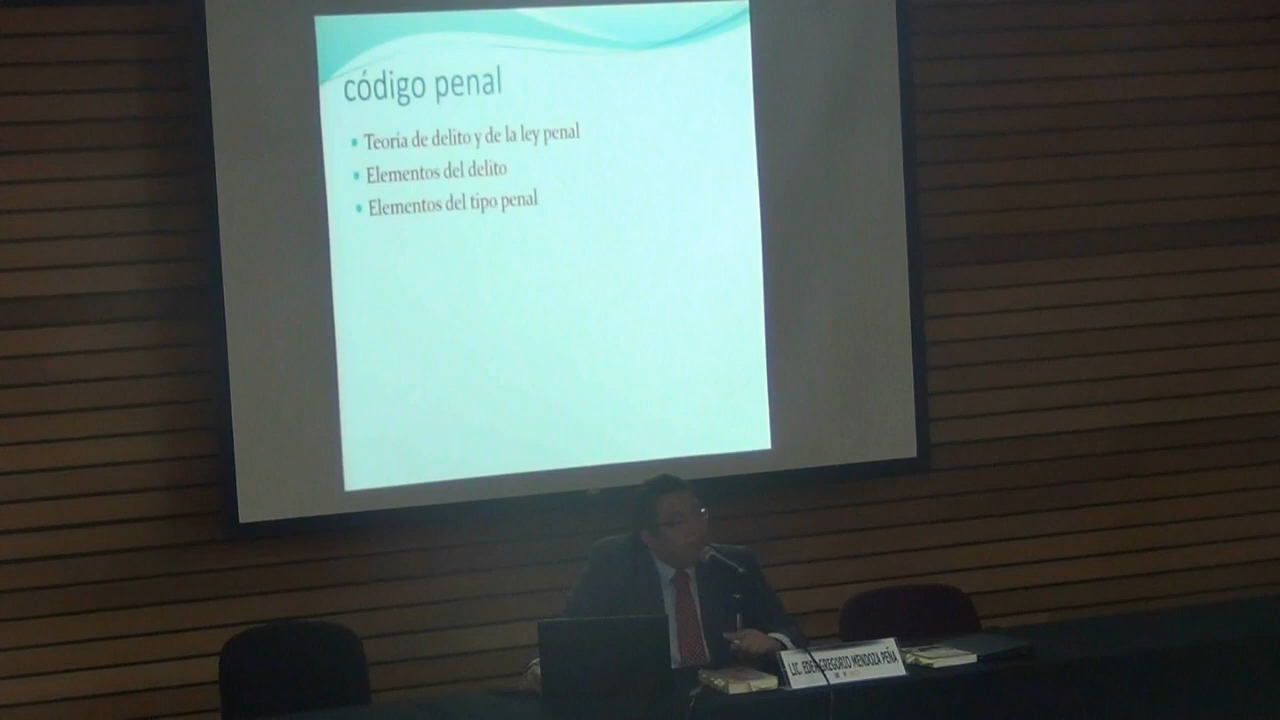 código penal
Teoría de delito y de la ley penal
Elementos del delito
Elementos del tipo penal
LIC. EDER GREGORIO MENDOZA PEÑA